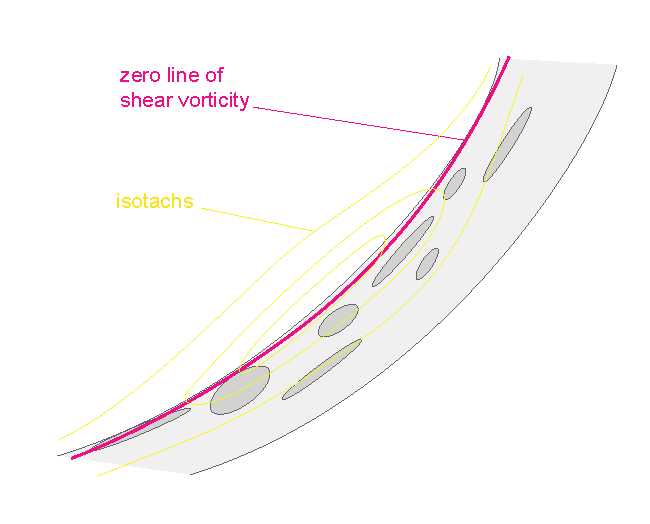 zero line of
shear vorticity
isotachs